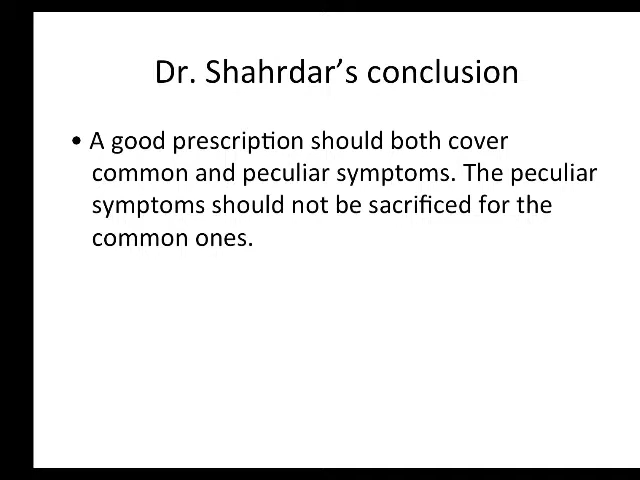 Dr. Shahrdar’s conclusion
• A good prescription should both cover
common and peculiar symptoms. The peculiar
symptoms should not be sacrificed for the
common ones.